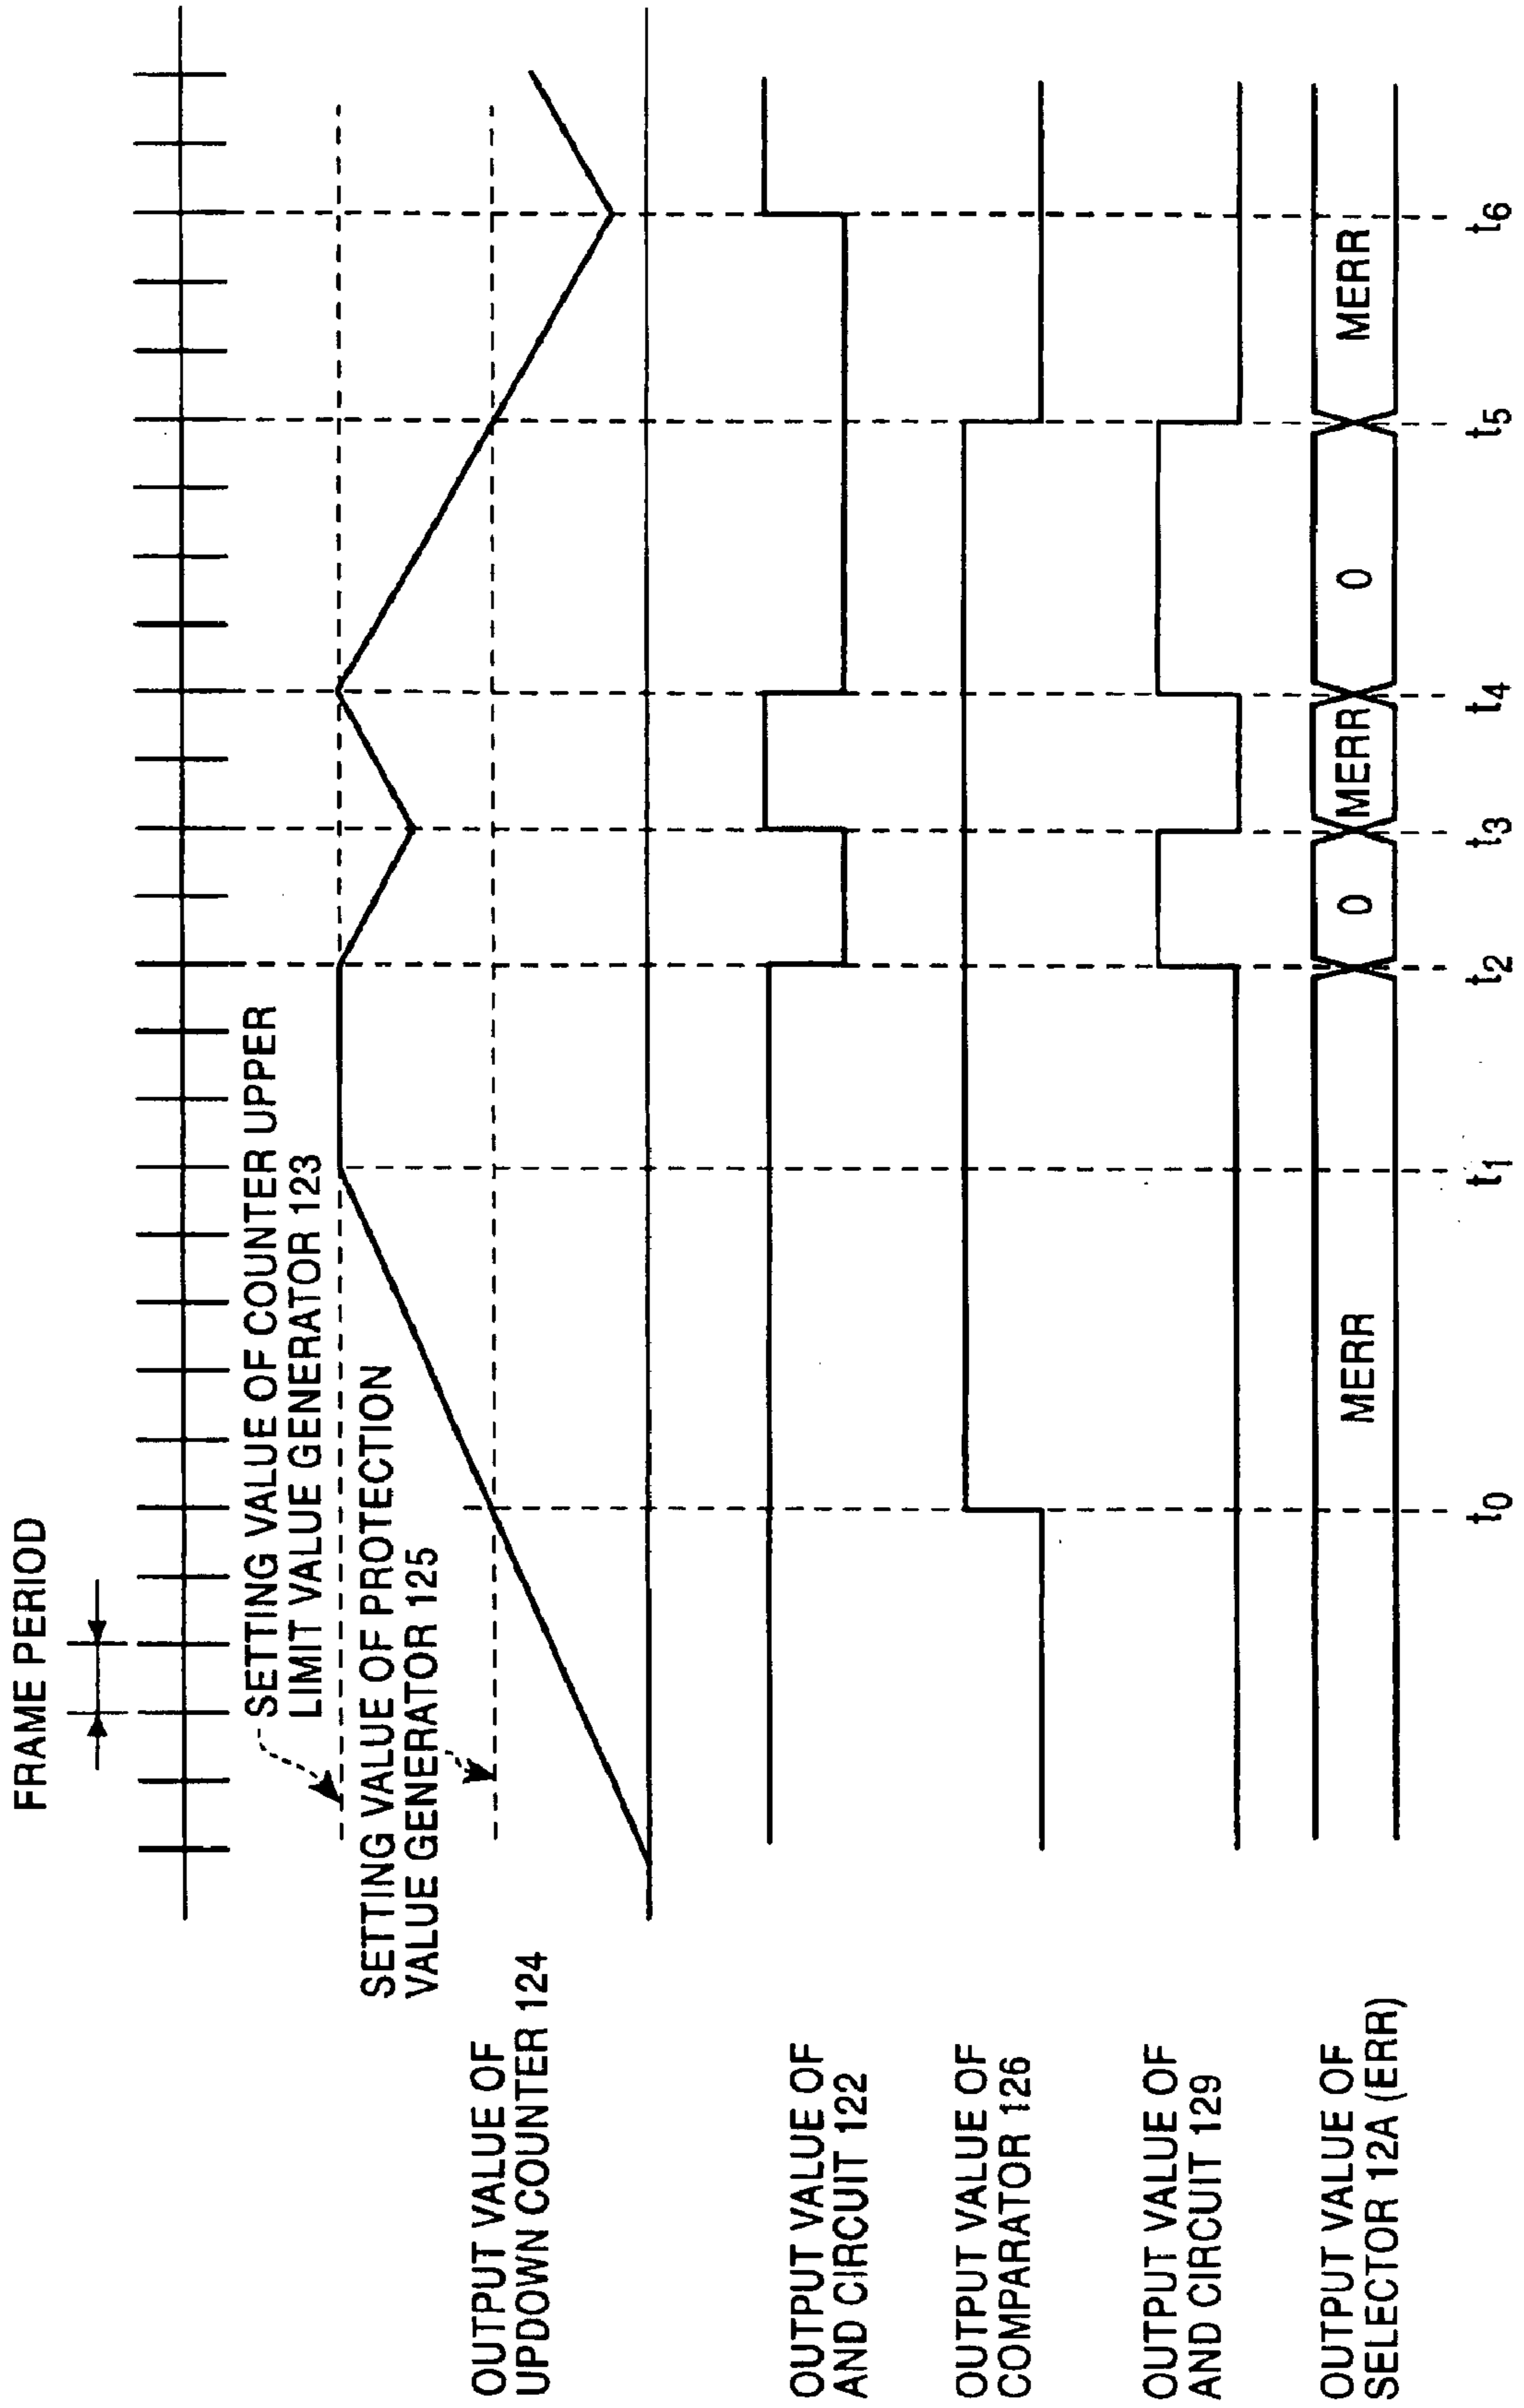 FRAME PERIOD
SETTING VALUE OF COUNTER UPPER
LIMIT VALUE GENERATOR 123
SETTING VALUE OF PROTECTION
VALUE GENERATOR 125
OUTPUT VALUE OF
UPDOWN COUNTER 124
OUTPUT VALUE OF
AND CIRCUIT 122
OUTPUT VALUE OF
COMPARATOR 126
OUTPUT VALUE OF
AND CIRCUIT 129
OUTPUT VALUE OF
SELECTOR 12A (ERR)
MERR 0 MERR 0 MERR
t0 t1 t2 t3 t4 t5 t6